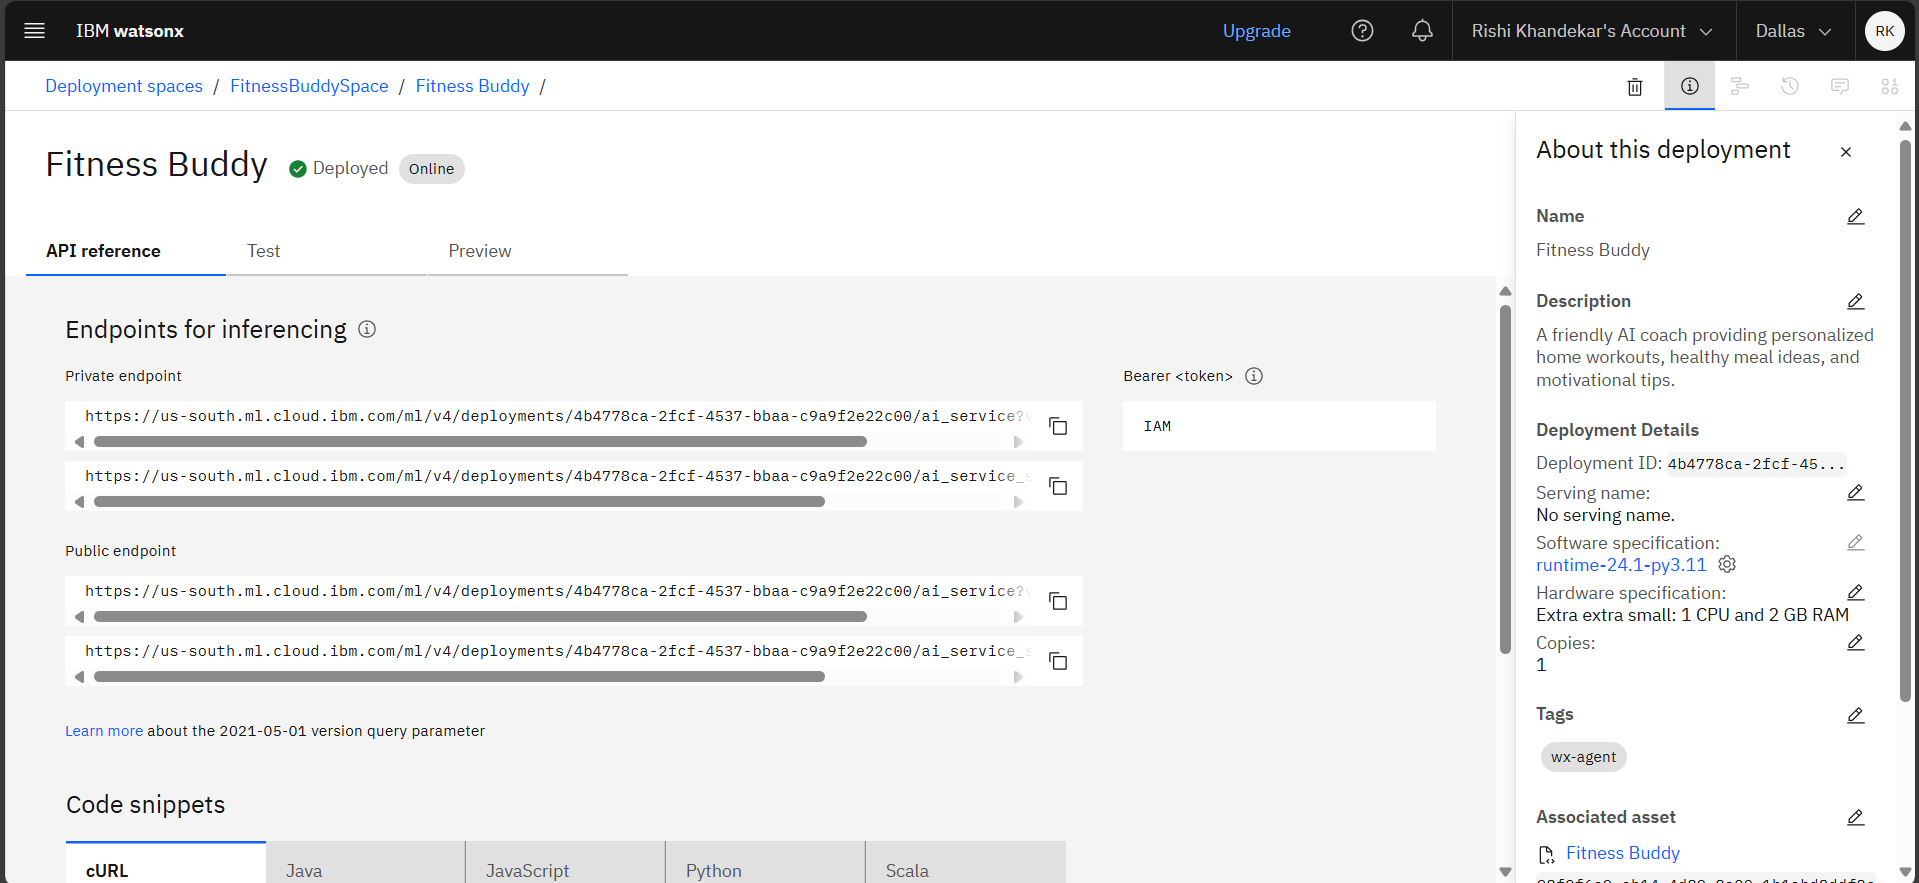 IBM watsonx
Upgrade
Rishi Khandekar's Account
Dallas
RK
Deployment spaces / FitnessBuddySpace / Fitness Buddy /
Fitness Buddy
Deployed
Online
API reference
Test
Preview
Endpoints for inferencing
Private endpoint
https://us-south.ml.cloud.ibm.com/ml/v4/deployments/4b4778ca-2fcf-4537-bbaa-c9a9f2e22c00/ai_service?
https://us-south.ml.cloud.ibm.com/ml/v4/deployments/4b4778ca-2fcf-4537-bbaa-c9a9f2e22c00/ai_service_s
Public endpoint
https://us-south.ml.cloud.ibm.com/ml/v4/deployments/4b4778ca-2fcf-4537-bbaa-c9a9f2e22c00/ai_service?
https://us-south.ml.cloud.ibm.com/ml/v4/deployments/4b4778ca-2fcf-4537-bbaa-c9a9f2e22c00/ai_service_s
Bearer <token>
IAM
Learn more about the 2021-05-01 version query parameter
Code snippets
cURL
Java
JavaScript
Python
Scala
About this deployment
Name
Fitness Buddy
Description
A friendly AI coach providing personalized
home workouts, healthy meal ideas, and
motivational tips.
Deployment Details
Deployment ID: 4b4778ca-2fcf-45...
Serving name:
No serving name.
Software specification:
runtime-24.1-py3.11
Hardware specification:
Extra extra small: 1 CPU and 2 GB RAM
Copies:
1
Tags
wx-agent
Associated asset
Fitness Buddy